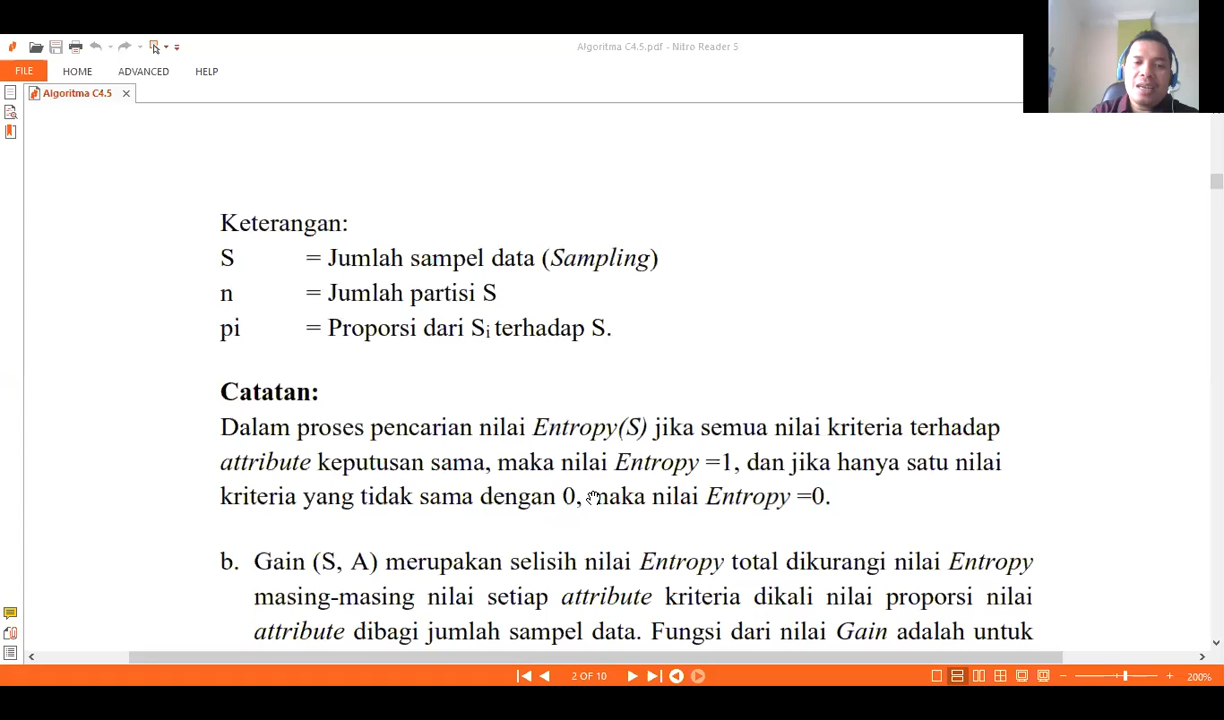 Algoritma C4.5.pdf - Nitro Reader 5
FILE HOME ADVANCED HELP
Algoritma C4.5
Keterangan:
S = Jumlah sampel data (Sampling)
n = Jumlah partisi S
pi = Proporsi dari Si terhadap S.
Catatan:
Dalam proses pencarian nilai Entropy(S) jika semua nilai kriteria terhadap
attribute keputusan sama, maka nilai Entropy =1, dan jika hanya satu nilai
kriteria yang tidak sama dengan 0, maka nilai Entropy =0.
b. Gain (S, A) merupakan selisih nilai Entropy total dikurangi nilai Entropy
masing-masing nilai setiap attribute kriteria dikali nilai proporsi nilai
attribute dibagi jumlah sampel data. Fungsi dari nilai Gain adalah untuk
2 OF 10
200%